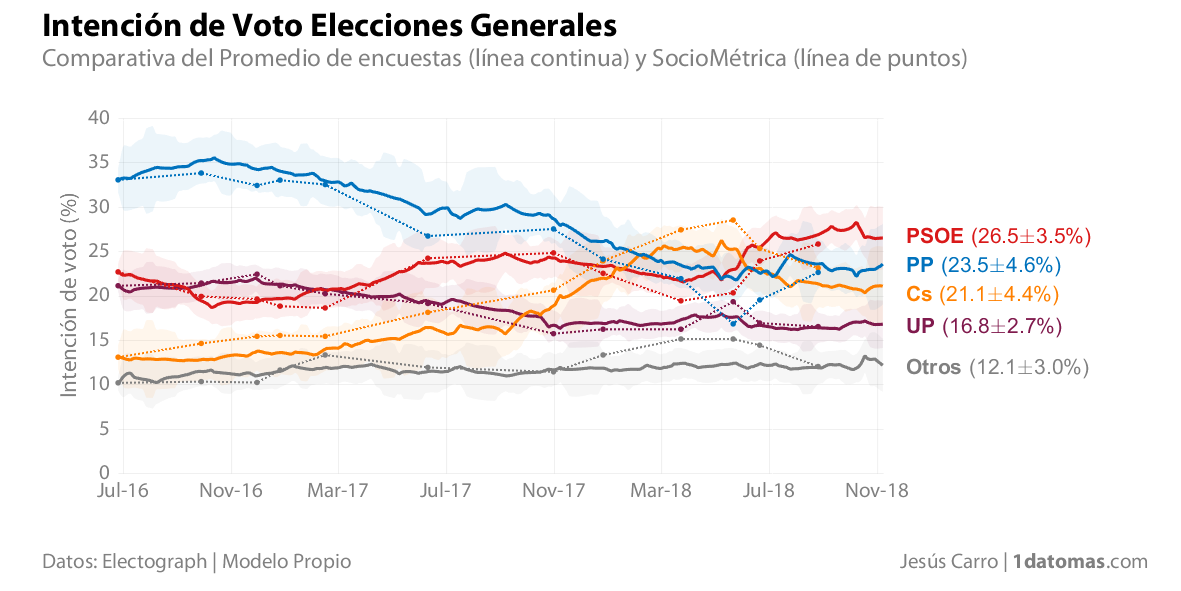 Intención de Voto Elecciones Generales
Comparativa del Promedio de encuestas (línea continua) y SocioMétrica (línea de puntos)
40
35
30
25
20
15
10
5
0
Intención de voto (%)
Jul-16 Nov-16 Mar-17 Jul-17 Nov-17 Mar-18 Jul-18 Nov-18
PSOE (26.5±3.5%)
PP (23.5±4.6%)
Cs (21.1±4.4%)
UP (16.8±2.7%)
Otros (12.1±3.0%)
Datos: Electograph | Modelo Propio
Jesús Carro | 1datomas.com